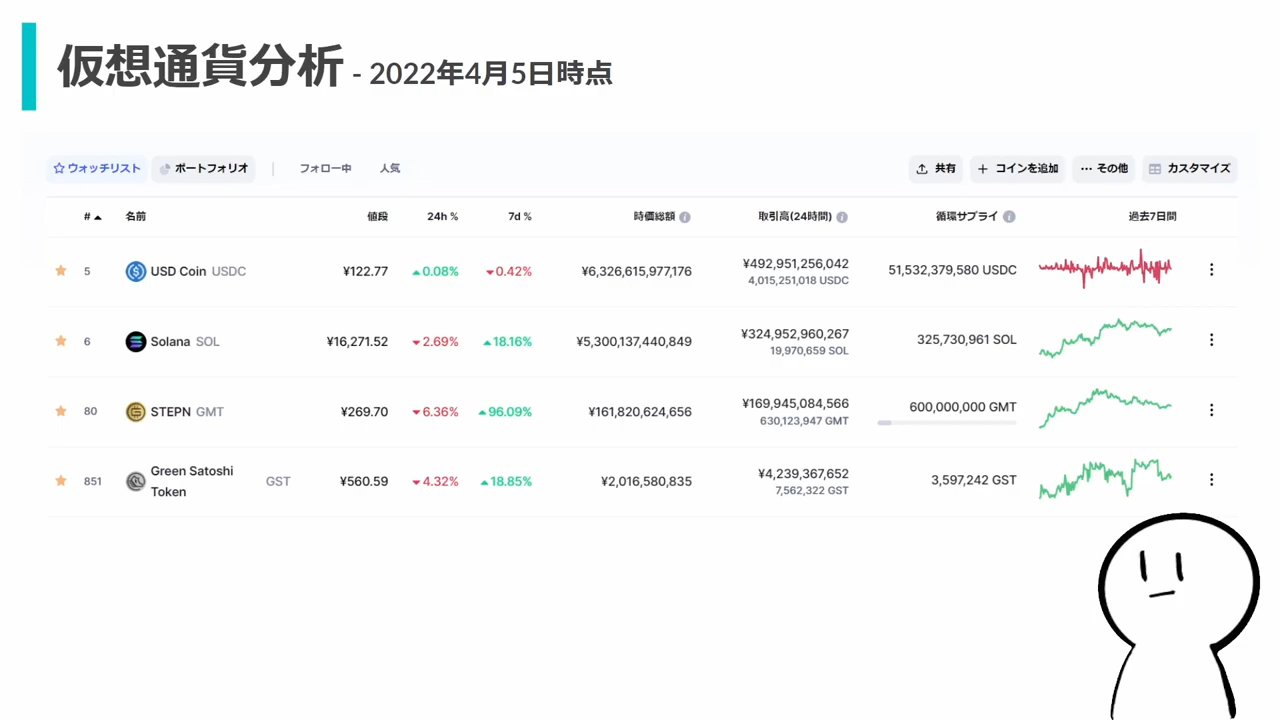 仮想通貨分析 - 2022年4月5日時点
ウォッチリスト ポートフォリオ フォロー中 人気 共有 + コインを追加 ... その他 カスタマイズ
# 名前 値段 24h % 7d % 時価総額 取引高(24時間) 循環サプライ 過去7日間
5 USD Coin USDC ¥122.77 0.08% 0.42% ¥6,326,615,977,176 ¥492,951,256,042 51,532,379,580 USDC
4,015,251,018 USDC
6 Solana SOL ¥16,271.52 2.69% 18.16% ¥5,300,137,440,849 ¥324,952,960,267 325,730,961 SOL
19,970,659 SOL
80 STEPN GMT ¥269.70 6.36% 96.09% ¥161,820,624,656 ¥169,945,084,566 600,000,000 GMT
630,123,947 GMT
851 Green Satoshi Token GST ¥560.59 4.32% 18.85% ¥2,016,580,835 ¥4,239,367,652 3,597,242 GST
7,562,322 GST